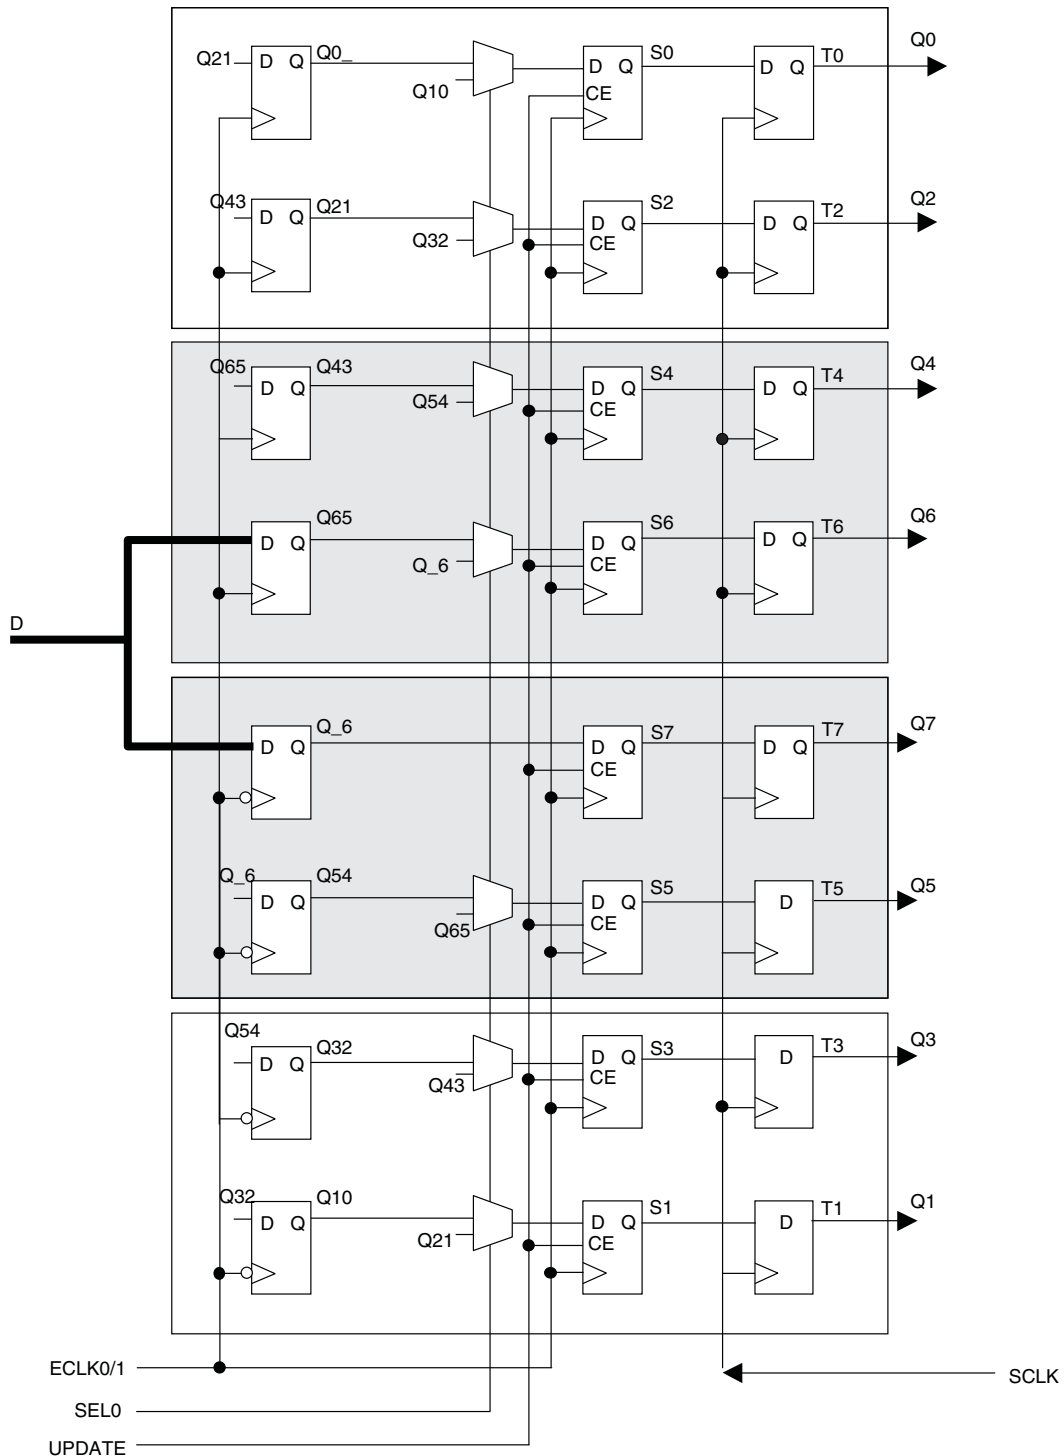 Q21 D Q Q0_ Q10 D Q CE S0 D Q T0 Q0
Q43 D Q Q21 Q32 D Q CE S2 D Q T2 Q2
Q65 D Q Q43 Q54 D Q CE S4 D Q T4 Q4
D Q Q65 Q_6 D Q CE S6 D Q T6 Q6
D
D Q Q_6 D Q CE S7 D Q T7 Q7
Q_6 D Q Q54 Q65 D Q CE S5 D T5 Q5
Q54 D Q Q32 Q43 D Q CE S3 D T3 Q3
Q32 D Q Q10 Q21 D Q CE S1 D T1 Q1
ECLK0/1
SCLK
SEL0
UPDATE